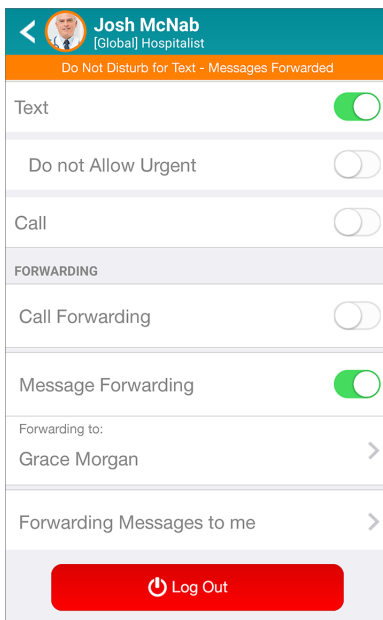 Josh McNab
[Global] Hospitalist
Do Not Disturb for Text - Messages Forwarded
Text
Do not Allow Urgent
Call
FORWARDING
Call Forwarding
Message Forwarding
Forwarding to:
Grace Morgan
Forwarding Messages to me
Log Out